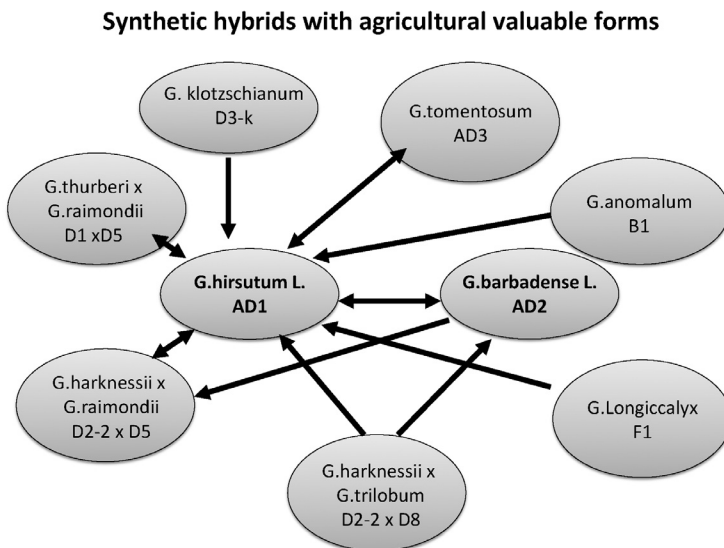 Synthetic hybrids with agricultural valuable forms
G. klotzschianum
D3-k
G.tomentosum
AD3
G.thurberi x
G.raimondii
D1 xD5
G.anomalum
B1
G.hirsutum L.
AD1
G.barbadense L.
AD2
G.harknessii x
G.raimondii
D2-2 x D5
G.Longiccalyx
F1
G.harknessii x
G.trilobum
D2-2 x D8